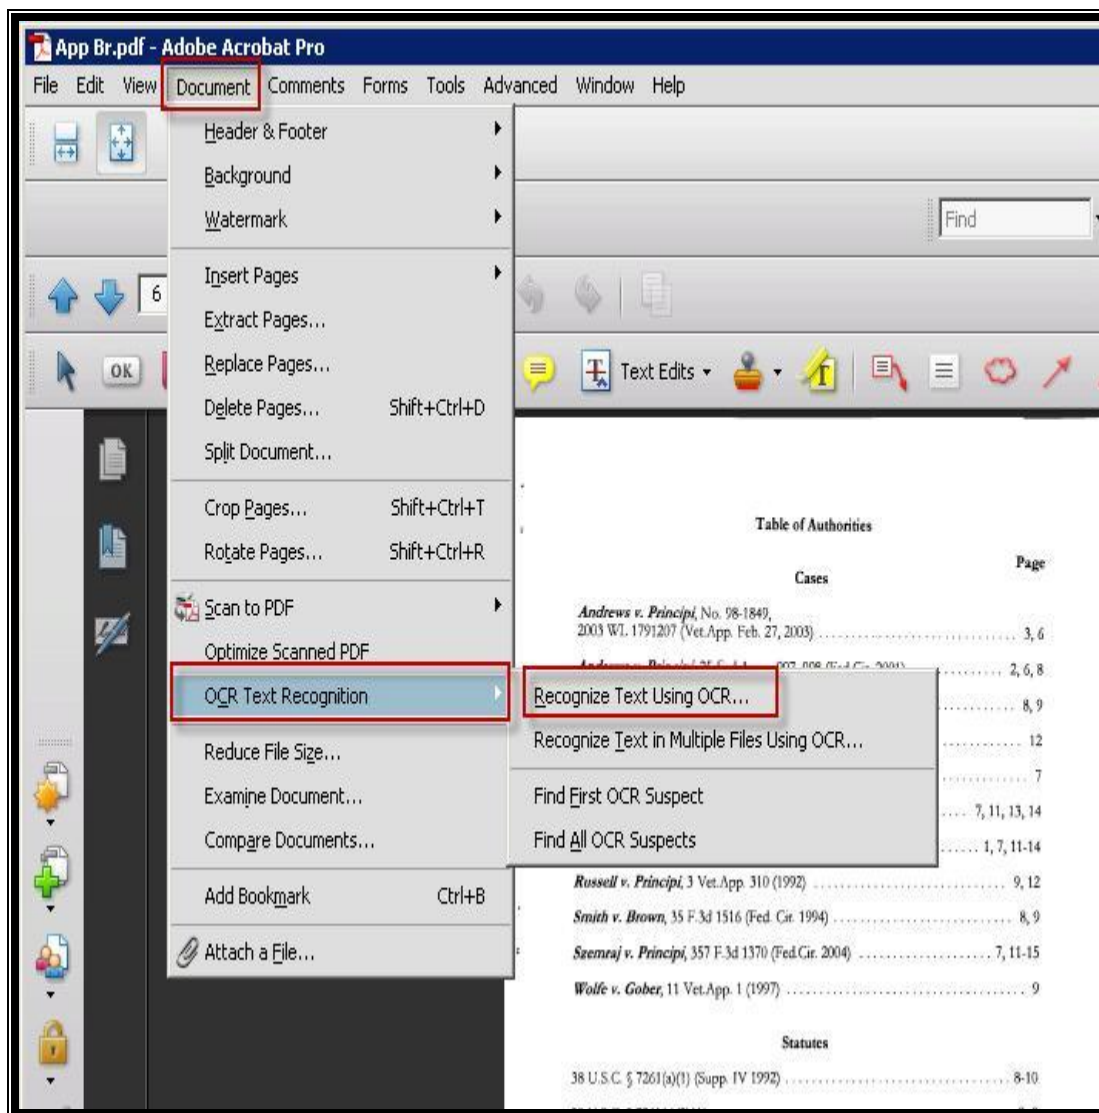 App Br.pdf - Adobe Acrobat Pro
File Edit View Document Comments Forms Tools Advanced Window Help
Header & Footer
Background
Watermark
Find
Insert Pages
6
Extract Pages...
Replace Pages...
OK
Text Edits
Delete Pages... Shift+Ctrl+D
Split Document...
Crop Pages... Shift+Ctrl+T
Rotate Pages... Shift+Ctrl+R
Scan to PDF
Optimize Scanned PDF
OCR Text Recognition
Reduce File Size...
Examine Document...
Compare Documents...
Add Bookmark Ctrl+B
Attach a File...
Recognize Text Using OCR...
Recognize Text in Multiple Files Using OCR...
Find First OCR Suspect
Find All OCR Suspects
Table of Authorities
Page
Cases
Andrews v. Principi, No. 98-1849,
2003 WL 1791207 (Vet.App. Feb. 27, 2003) 3, 6
2, 6, 8
8, 9
12
7
7, 11, 13, 14
1, 7, 11-14
Russell v. Principi, 3 Vet.App. 310 (1992) 9, 12
Smith v. Brown, 35 F.3d 1516 (Fed. Cir. 1994) 8, 9
Szemraj v. Principi, 357 F.3d 1370 (Fed.Cir. 2004) 7, 11-15
Wolfe v. Gober, 11 Vet.App. 1 (1997) 9
Statutes
38 U.S.C. § 7261(a)(1) (Supp. IV 1992) 8-10